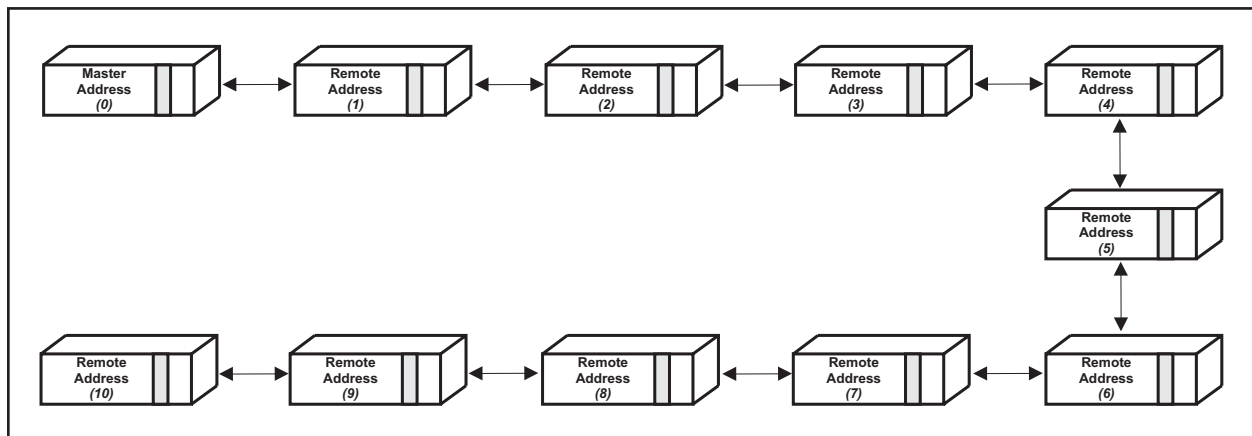 Master
Address
(0)
Remote
Address
(1)
Remote
Address
(2)
Remote
Address
(3)
Remote
Address
(4)
Remote
Address
(5)
Remote
Address
(10)
Remote
Address
(9)
Remote
Address
(8)
Remote
Address
(7)
Remote
Address
(6)